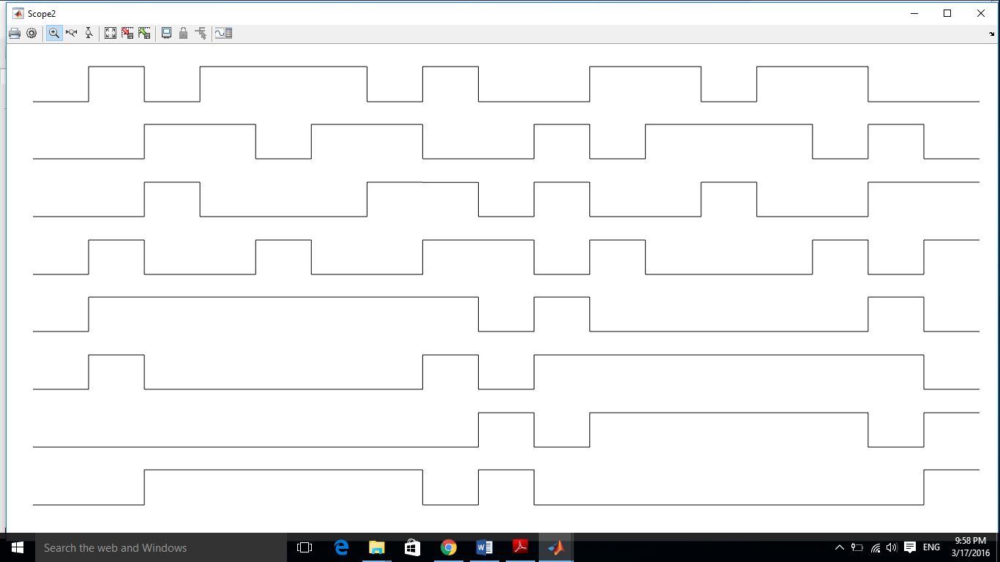 Scope2
Search the web and Windows
ENG
9:58 PM
3/17/2016